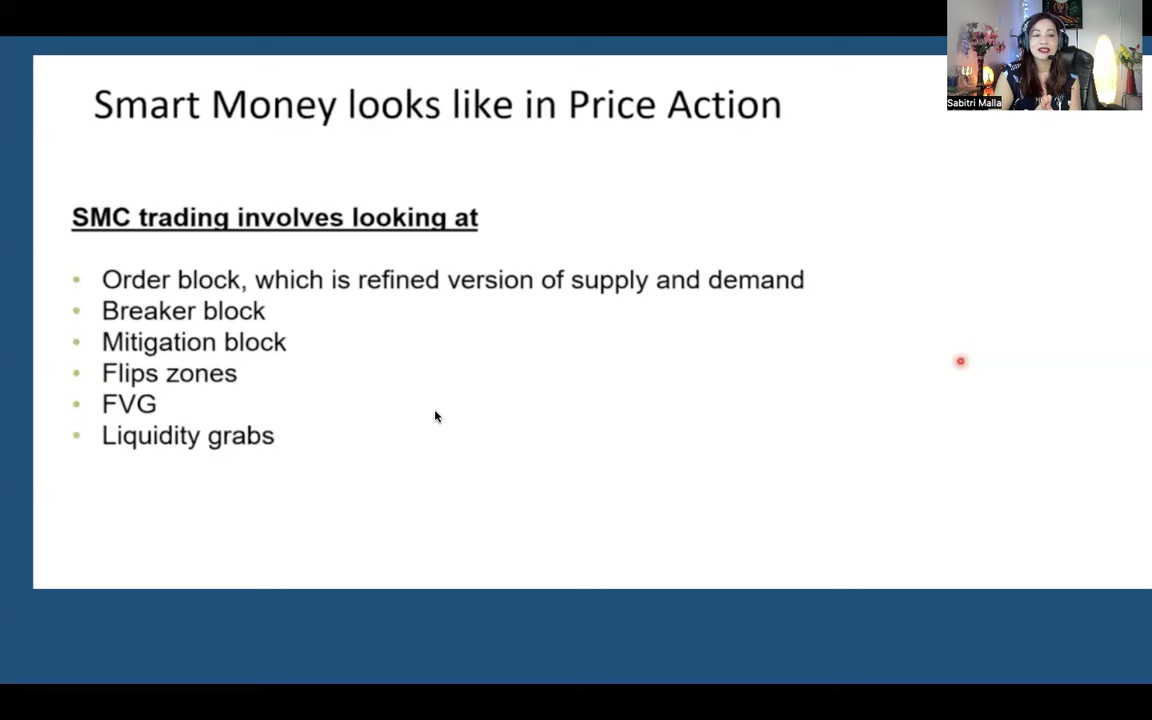 Smart Money looks like in Price Action
Sabitri Malla
SMC trading involves looking at
• Order block, which is refined version of supply and demand
• Breaker block
• Mitigation block
• Flips zones
• FVG
• Liquidity grabs